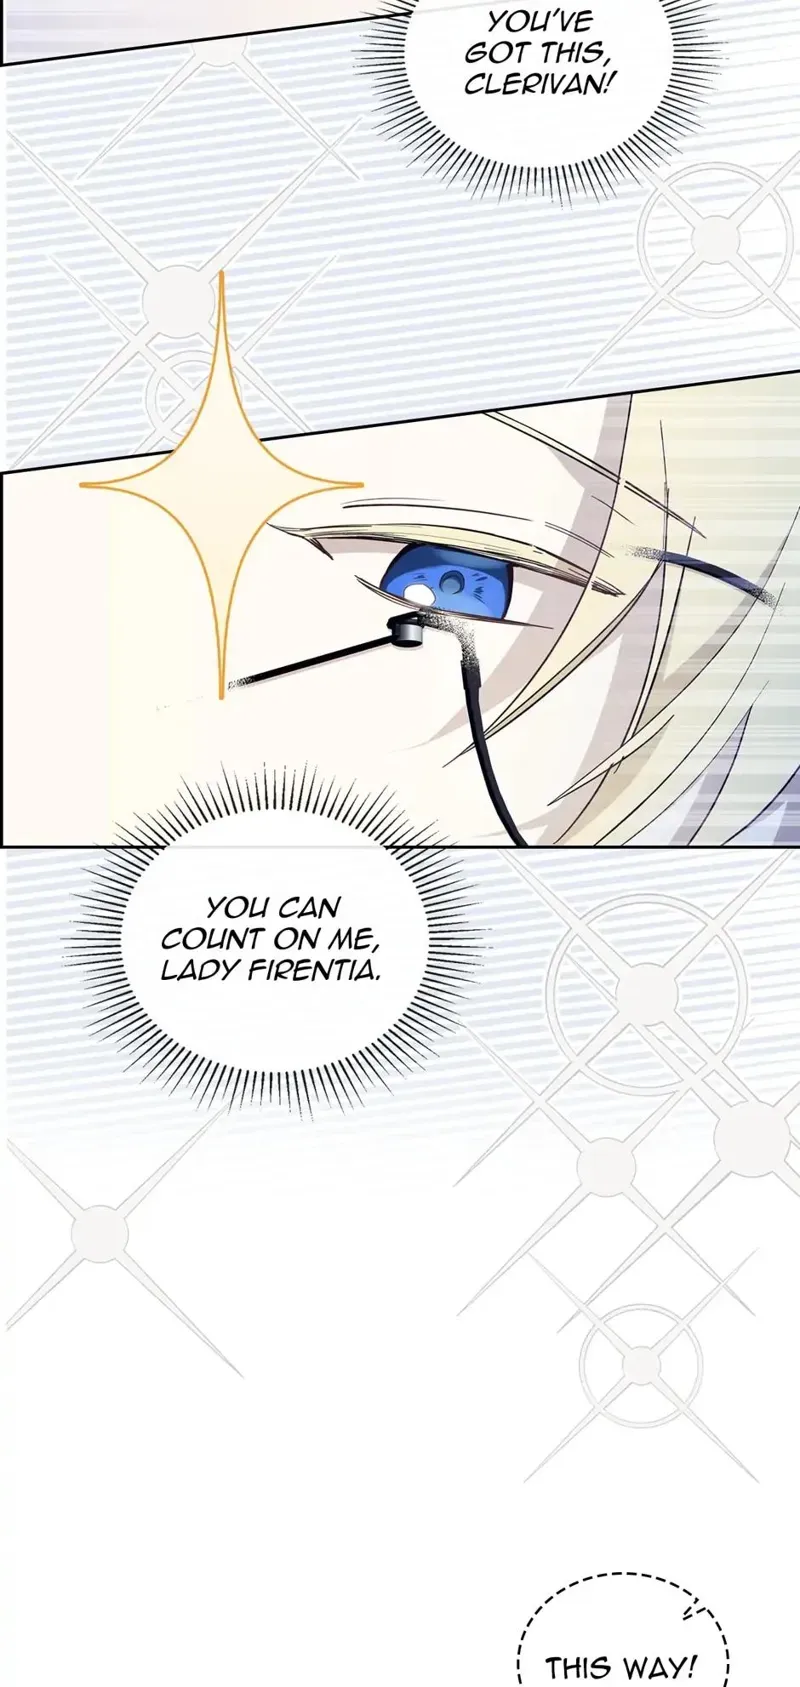 YOU'VE
GOT THIS,
CLERIVAN!
YOU CAN
COUNT ON ME,
LADY FIRENTIA.
THIS WAY!